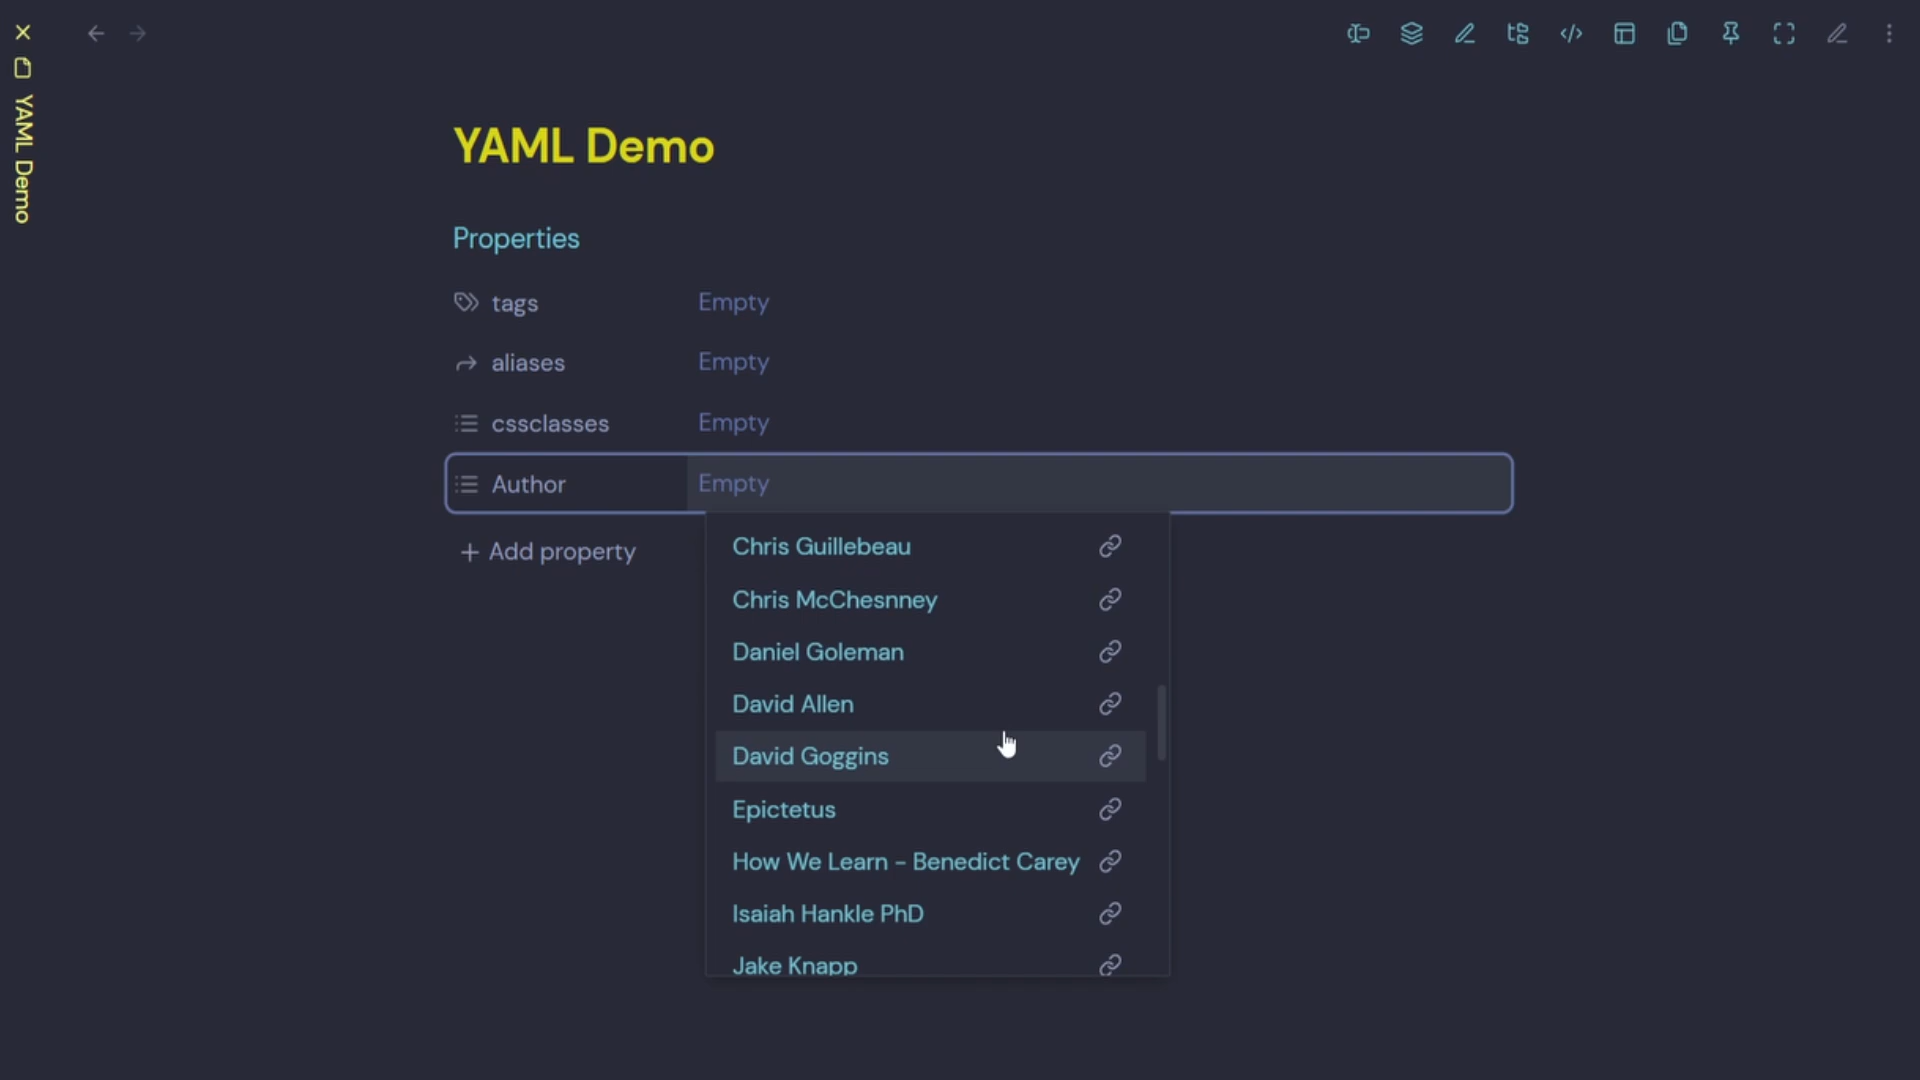 YAML Demo
YAML Demo
Properties
tags Empty
aliases Empty
cssclasses Empty
Author Empty
+ Add property
Chris Guillebeau
Chris McChesnney
Daniel Goleman
David Allen
David Goggins
Epictetus
How We Learn - Benedict Carey
Isaiah Hankle PhD
Jake Knapp